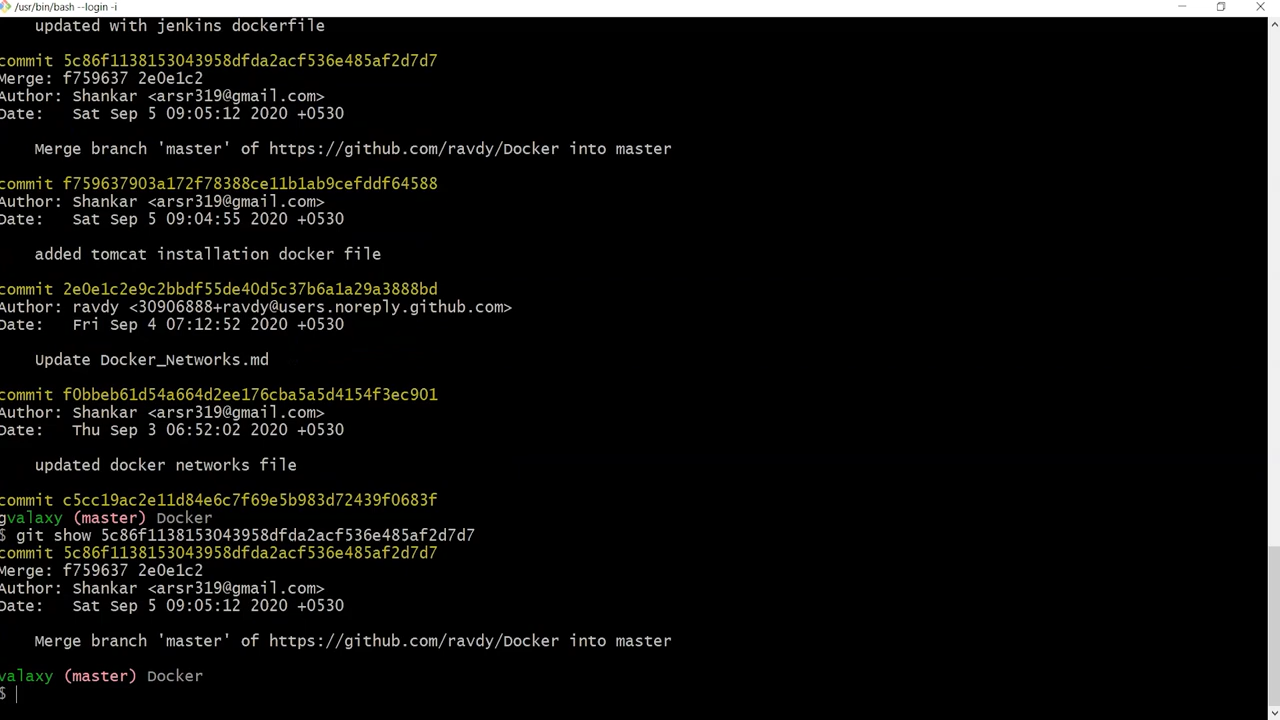 /usr/bin/bash --login -i
updated with jenkins dockerfile
commit 5c86f1138153043958dfda2acf536e485af2d7d7
Merge: f759637 2e0e1c2
Author: Shankar <arsr319@gmail.com>
Date: Sat Sep 5 09:05:12 2020 +0530
Merge branch 'master' of https://github.com/ravdy/Docker into master
commit f759637903a172f78388ce11b1ab9cefddf64588
Author: Shankar <arsr319@gmail.com>
Date: Sat Sep 5 09:04:55 2020 +0530
added tomcat installation docker file
commit 2e0e1c2e9c2bbdf55de40d5c37b6a1a29a3888bd
Author: ravdy <30906888+ravdy@users.noreply.github.com>
Date: Fri Sep 4 07:12:52 2020 +0530
Update Docker_Networks.md
commit f0bbeb61d54a664d2ee176cba5a5d4154f3ec901
Author: Shankar <arsr319@gmail.com>
Date: Thu Sep 3 06:52:02 2020 +0530
updated docker networks file
commit c5cc19ac2e11d84e6c7f69e5b983d72439f0683f
gvalaxy (master) Docker
$ git show 5c86f1138153043958dfda2acf536e485af2d7d7
commit 5c86f1138153043958dfda2acf536e485af2d7d7
Merge: f759637 2e0e1c2
Author: Shankar <arsr319@gmail.com>
Date: Sat Sep 5 09:05:12 2020 +0530
Merge branch 'master' of https://github.com/ravdy/Docker into master
valaxy (master) Docker
$